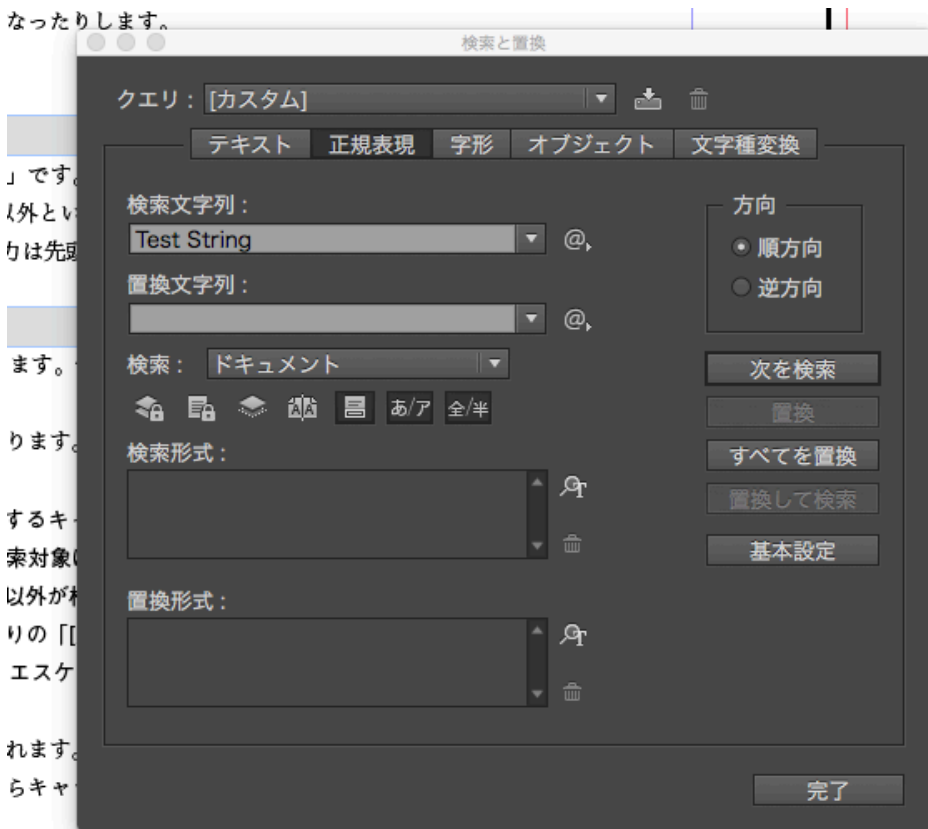 なったりします。
検索と置換
クエリ : [カスタム]
テキスト 正規表現 字形 オブジェクト 文字種変換
」です。
検索文字列 :
方向
以外とい
Test String
@
順方向
力は先頭
置換文字列 :
逆方向
@
ます。
検索 : ドキュメント
次を検索
あ/ア 全/半
置換
ります。
検索形式 :
すべてを置換
置換して検索
するキ
索対象
基本設定
以外が
置換形式 :
りの「[
エスケ
れます。
らキャ
完了